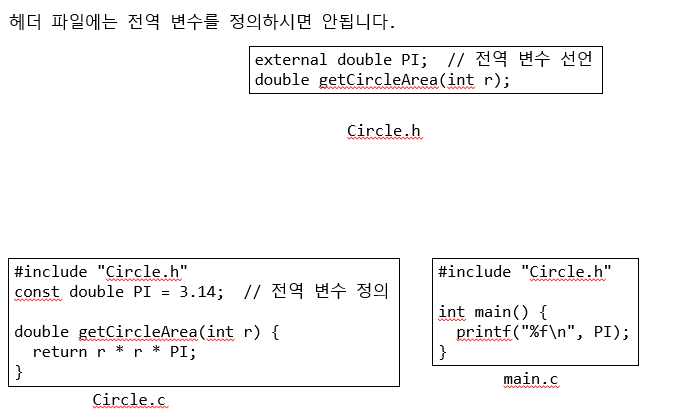 헤더 파일에는 전역 변수를 정의하시면 안됩니다.
external double PI;  // 전역 변수 선언
double getCircleArea(int r);
Circle.h
#include "Circle.h"
const double PI = 3.14;  // 전역 변수 정의
double getCircleArea(int r) {
  return r * r * PI;
}
Circle.c
#include "Circle.h"
int main() {
  printf("%f\n", PI);
}
main.c